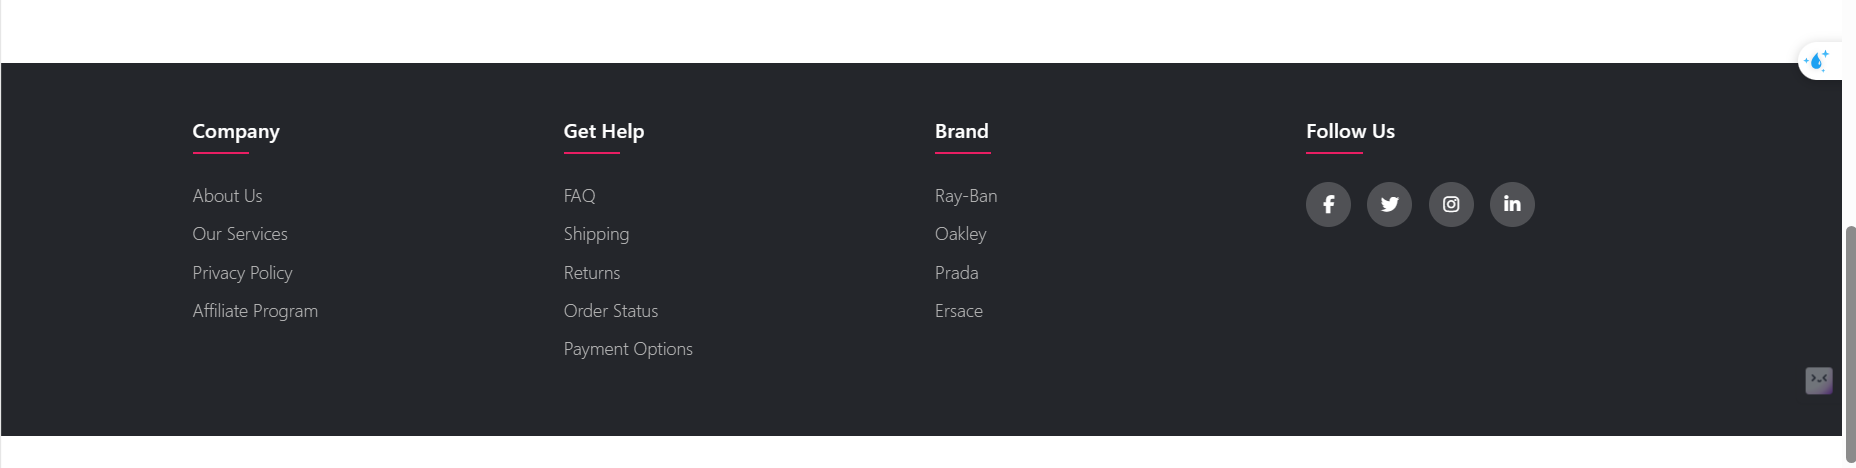 Company
About Us
Our Services
Privacy Policy
Affiliate Program
Get Help
FAQ
Shipping
Returns
Order Status
Payment Options
Brand
Ray-Ban
Oakley
Prada
Ersace
Follow Us